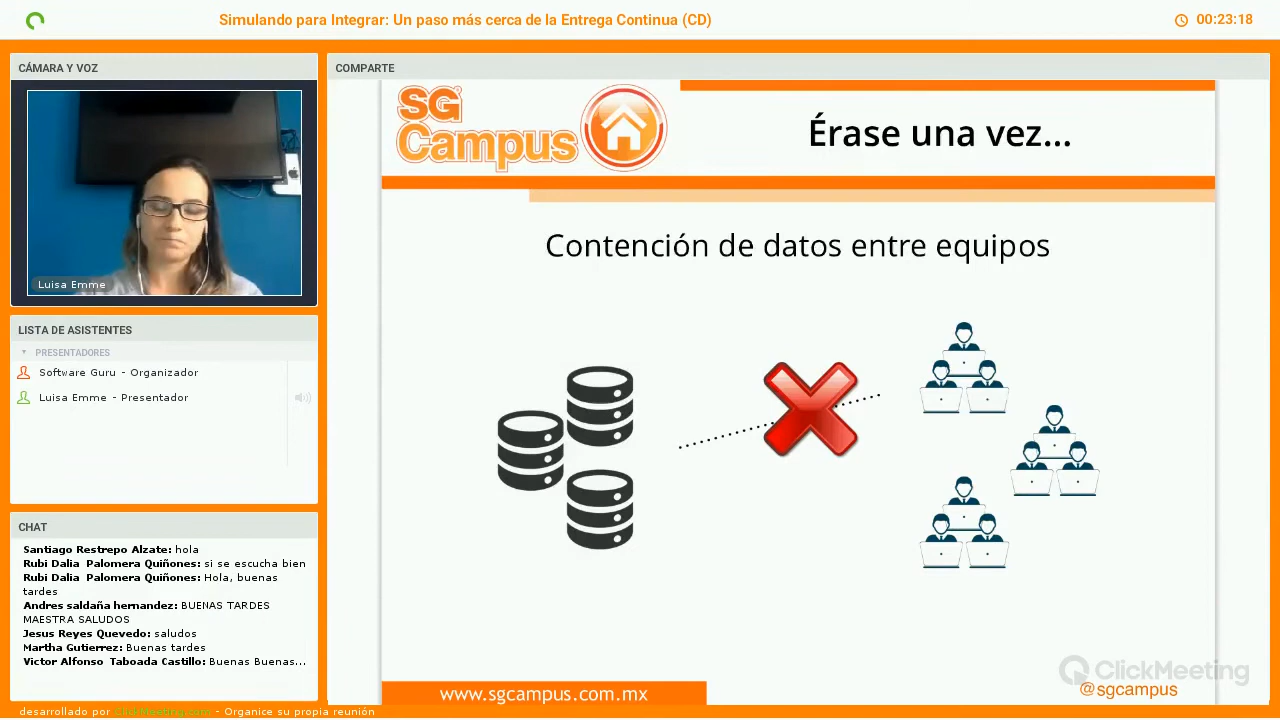 Simulando para Integrar: Un paso más cerca de la Entrega Continua (CD)
00:23:18
CÁMARA Y VOZ
Luisa Emme
LISTA DE ASISTENTES
PRESENTADORES
Software Guru - Organizador
Luisa Emme - Presentador
CHAT
Santiago Restrepo Alzate: hola
Rubi Dalia Palomera Quiñones: si se escucha bien
Rubi Dalia Palomera Quiñones: Hola, buenas
tardes
Andres saldaña hernandez: BUENAS TARDES
MAESTRA SALUDOS
Jesus Reyes Quevedo: saludos
Martha Gutierrez: Buenas tardes
Victor Alfonso Taboada Castillo: Buenas Buenas...
COMPARTE
SG
Campus
Érase una vez...
Contención de datos entre equipos
www.sgcampus.com.mx
ClickMeeting
@sgcampus
desarrollado por ClickMeeting.com - Organice su propia reunión